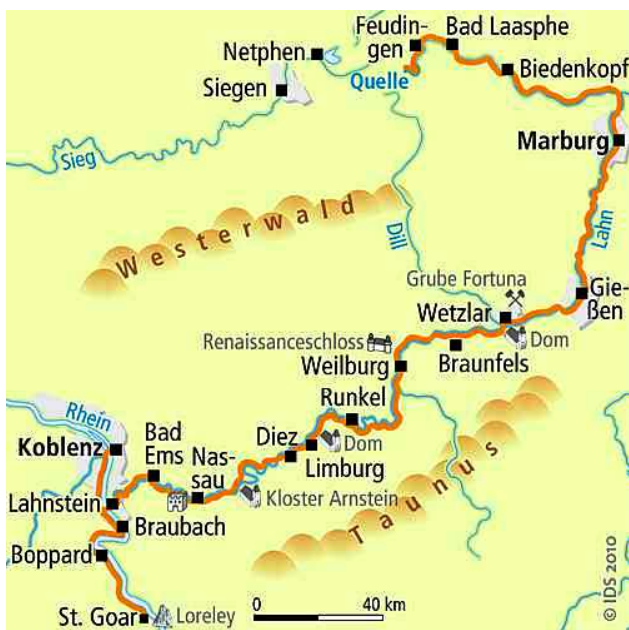 Feudin-
gen
Bad Laasphe
Netphen
Biedenkopf
Quelle
Siegen
Marburg
Sieg
Westerwald
Lahn
Dill
Grube Fortuna
Gie-
ßen
Wetzlar
Dom
Renaissanceschloss
Weilburg
Braunfels
Runkel
Rhein
Koblenz
Bad
Ems
Nas-
sau
Diez
Dom
Limburg
Taunus
Lahnstein
Kloster Arnstein
Braubach
Boppard
St. Goar
Loreley
0 40 km
© IDS 2010